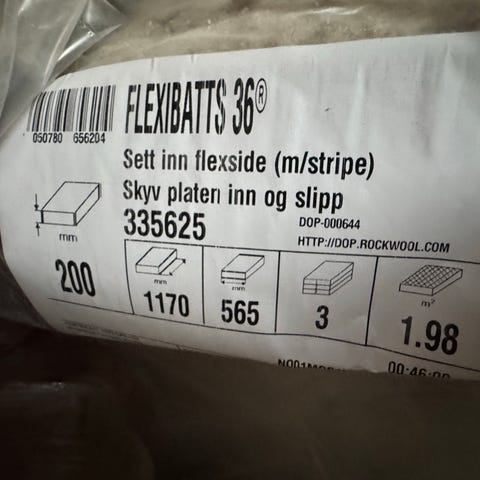 FLEXIBATTS 36®
050780 656204
Sett inn flexside (m/stripe)
Skyv platen inn og slipp
335625
DOP-000644
HTTP://DOP.ROCKWOOL.COM
mm
200
mm
1170
mm
565
3
m²
1.98